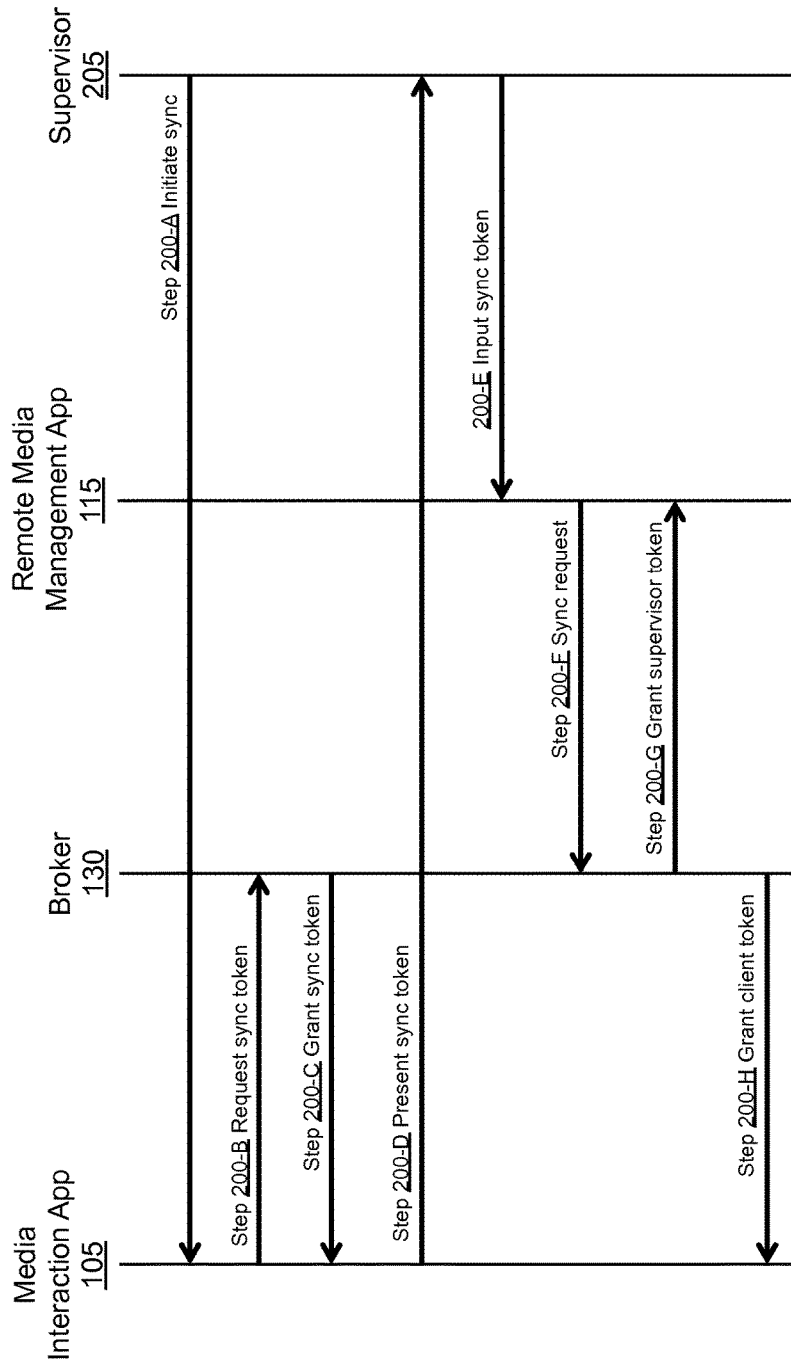 Media
Interaction App
105
Broker
130
Remote Media
Management App
115
Supervisor
205
Step 200-A Initiate sync
Step 200-B Request sync token
Step 200-C Grant sync token
Step 200-D Present sync token
200-E Input sync token
Step 200-F Sync request
Step 200-G Grant supervisor token
Step 200-H Grant client token